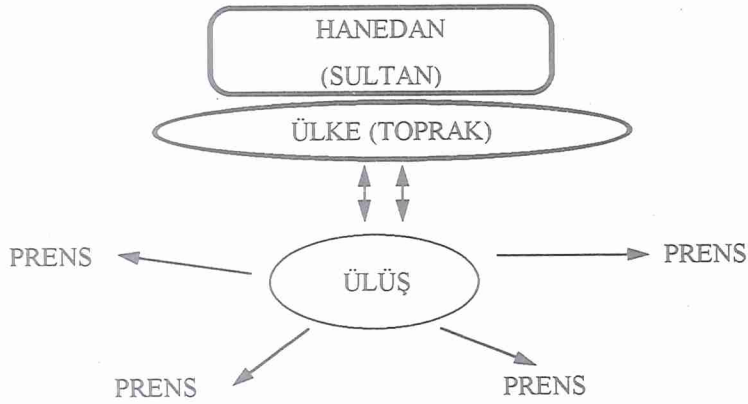 HANEDAN
(SULTAN)
ÜLKE (TOPRAK)
PRENS
PRENS
ÜLÜŞ
PRENS
PRENS